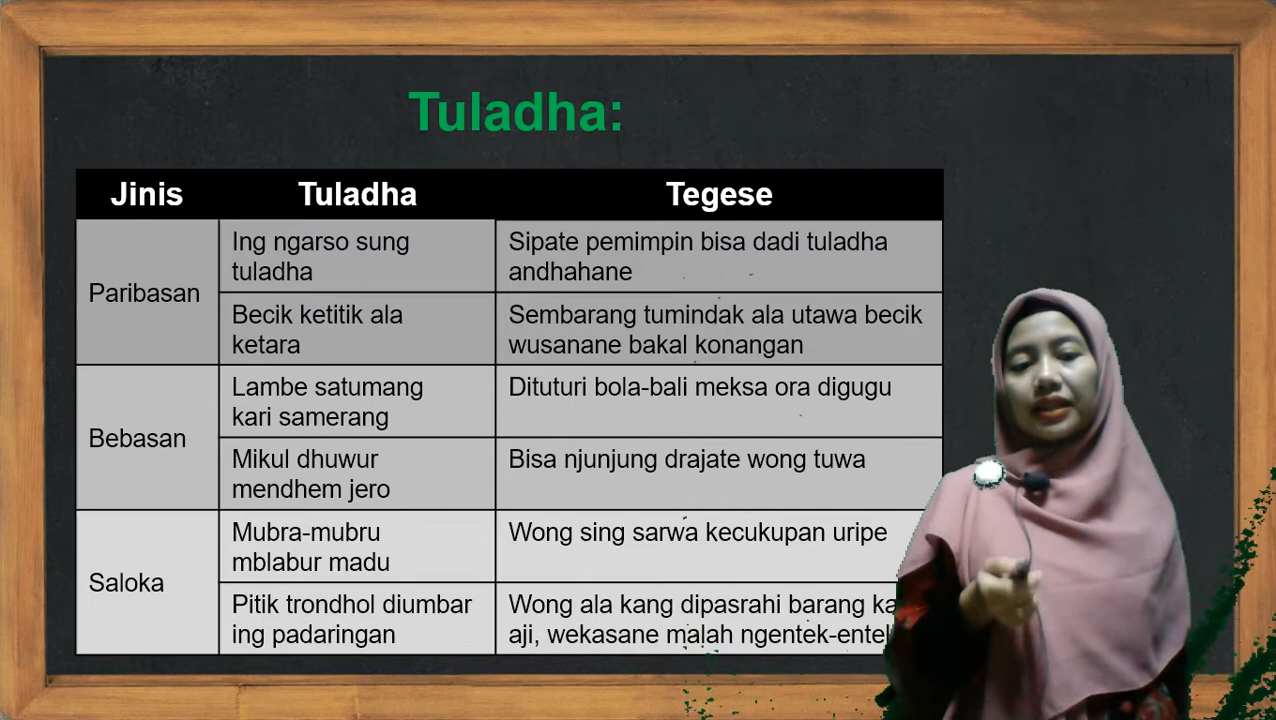 Tuladha:
Jinis Tuladha Tegese
Paribasan
Ing ngarso sung
tuladha
Sipate pemimpin bisa dadi tuladha
andhahane
Becik ketitik ala
ketara
Sembarang tumindak ala utawa becik
wusanane bakal konangan
Bebasan
Lambe satumang
kari samerang
Dituturi bola-bali meksa ora digugu
Mikul dhuwur
mendhem jero
Bisa njunjung drajate wong tuwa
Saloka
Mubra-mubru
mblabur madu
Wong sing sarwa kecukupan uripe
Pitik trondhol diumbar
ing padaringan
Wong ala kang dipasrahi barang
aji, wekasane malah